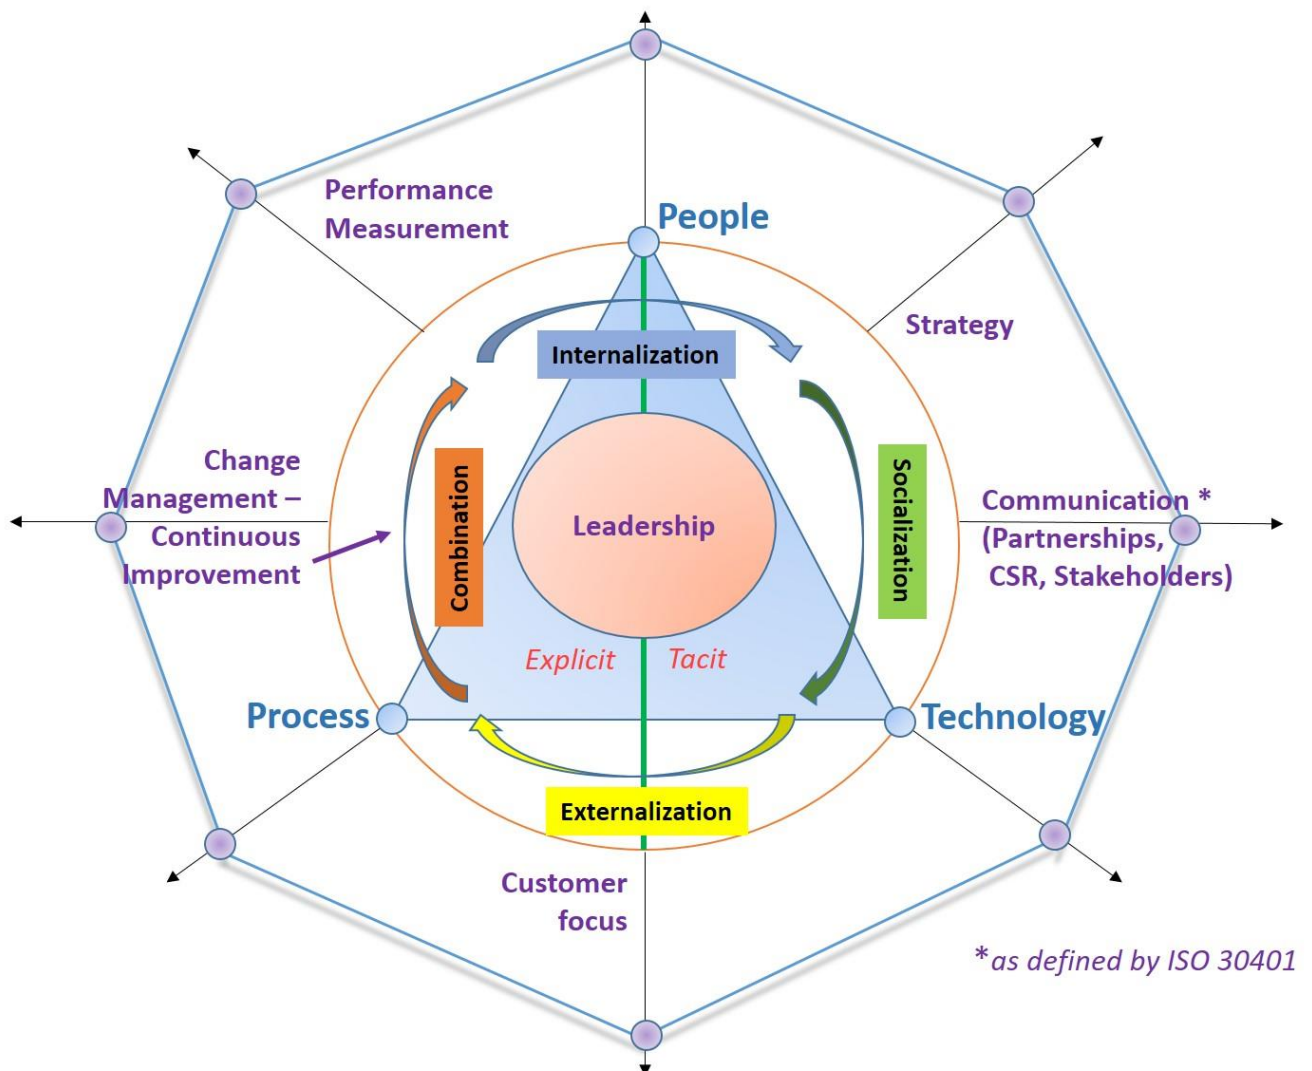 Performance
Measurement
People
Strategy
Internalization
Change
Management –
Continuous
Improvement
Combination
Leadership
Socialization
Communication *
(Partnerships,
CSR, Stakeholders)
Explicit
Tacit
Process
Technology
Externalization
Customer
focus
*as defined by ISO 30401